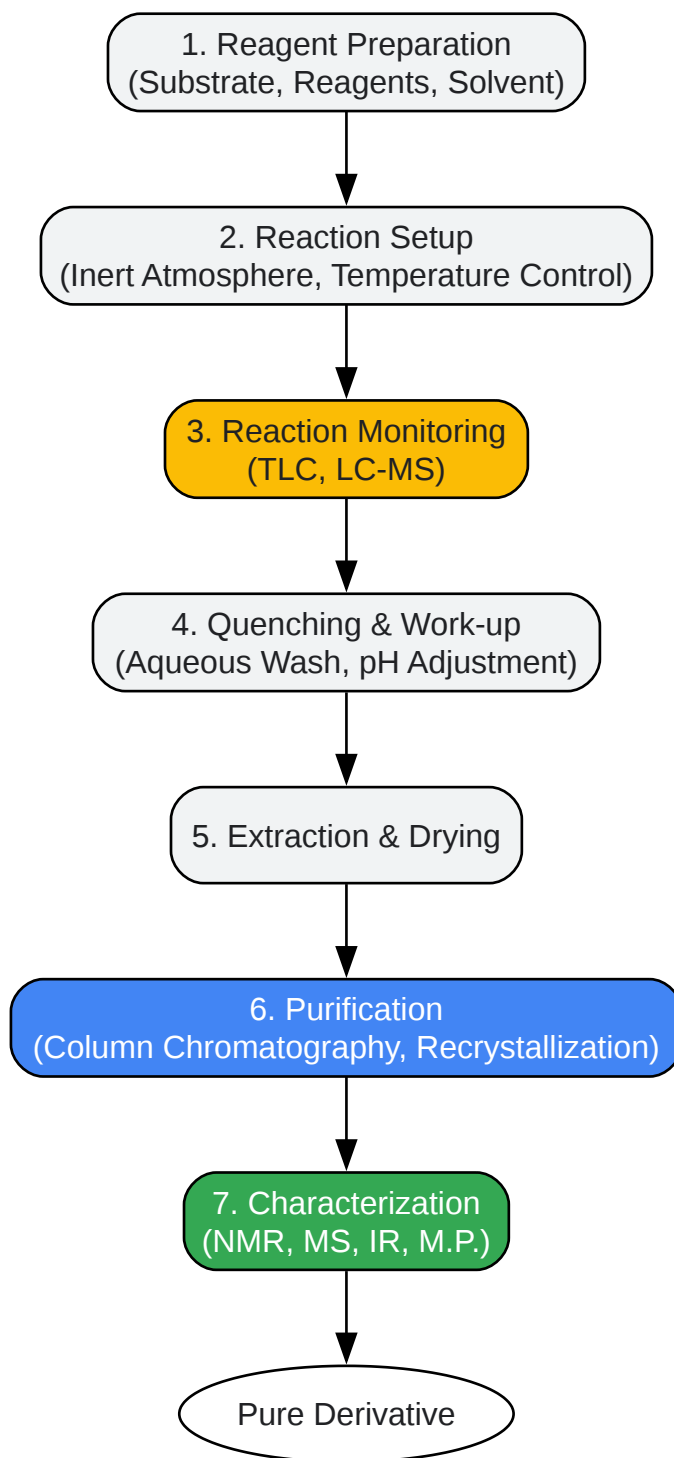 1. Reagent Preparation
(Substrate, Reagents, Solvent)
2. Reaction Setup
(Inert Atmosphere, Temperature Control)
3. Reaction Monitoring
(TLC, LC-MS)
4. Quenching & Work-up
(Aqueous Wash, pH Adjustment)
5. Extraction & Drying
6. Purification
(Column Chromatography, Recrystallization)
7. Characterization
(NMR, MS, IR, M.P.)
Pure Derivative